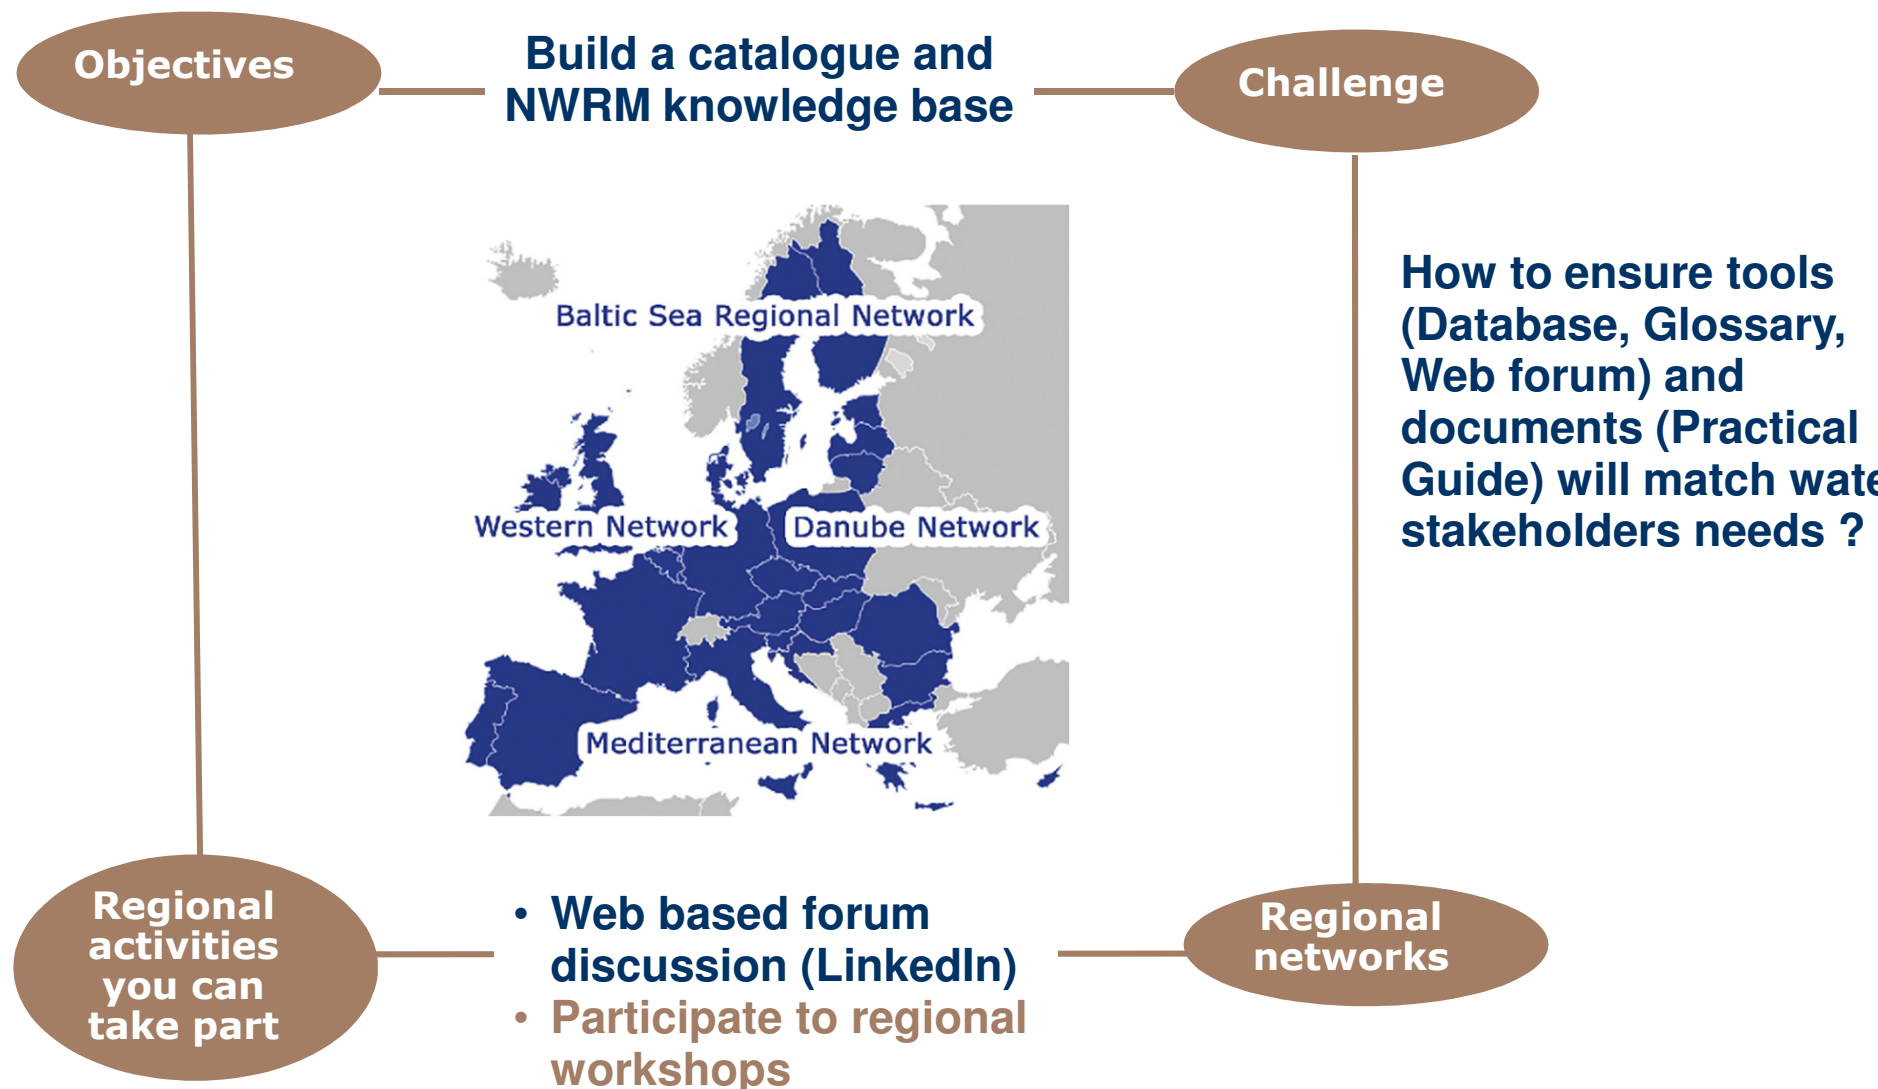 Objectives
Build a catalogue and
NWRM knowledge base
Challenge
Baltic Sea Regional Network
Western Network
Danube Network
Mediterranean Network
How to ensure tools
(Database, Glossary,
Web forum) and
documents (Practical
Guide) will match wate
stakeholders needs ?
Regional
activities
you can
take part
• Web based forum
discussion (LinkedIn)
• Participate to regional
workshops
Regional
networks